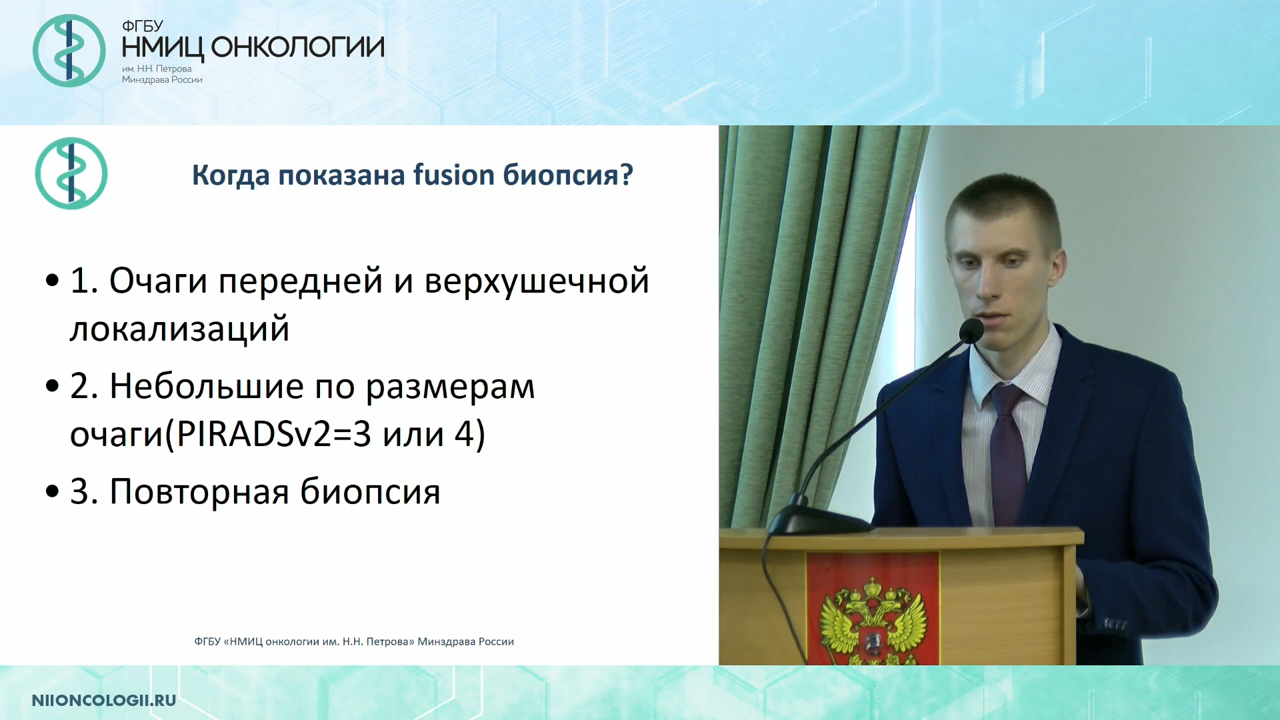 ФГБУ
НМИЦ ОНКОЛОГИИ
им. Н.Н. Петрова
Минздрава России
Когда показана fusion биопсия?
• 1. Очаги передней и верхушечной
локализаций
• 2. Небольшие по размерам
очаги(PIRADSv2=3 или 4)
• 3. Повторная биопсия
ФГБУ «НМИЦ онкологии им. Н.Н. Петрова» Минздрава России
NIIONCOLOGII.RU